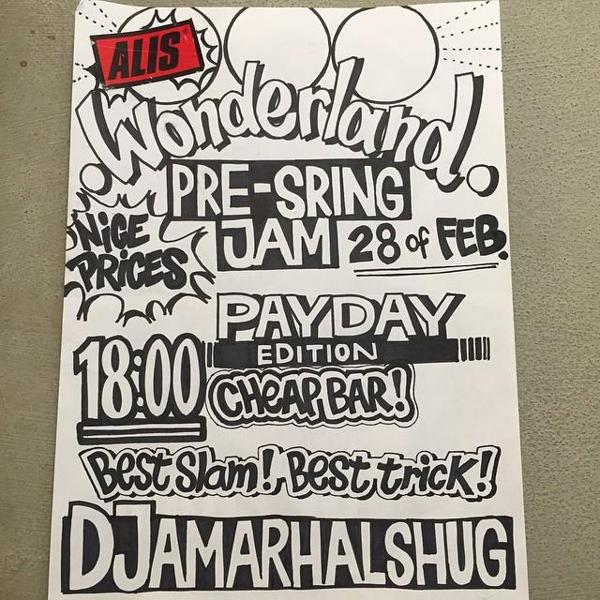 ALIS
Wonderland
PRE-SRING
JAM 28 of FEB.
NiCE
PRiCES
PAYDAY
EDITION
18:00
CHEAP BAR!
Best Slam! Best trick!
DJAMARHALSHUG